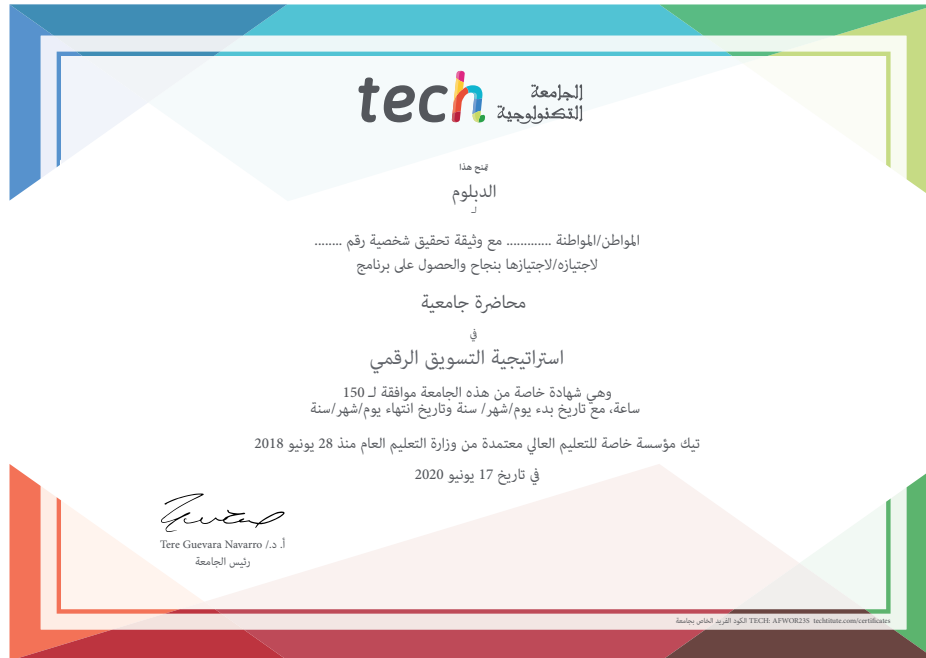 tech الجامعة
التكنولوجية
تمنح هذا
الدبلوم
لـ
المواطن/المواطنة ............. مع وثيقة تحقيق شخصية رقم ........
لاجتيازه/لاجتيازها بنجاح والحصول على برنامج
محاضرة جامعية
في
استراتيجية التسويق الرقمي
وهي شهادة خاصة من هذه الجامعة موافقة لـ 150
ساعة، مع تاريخ بدء يوم/شهر/ سنة وتاريخ انتهاء يوم/شهر/سنة
تيك مؤسسة خاصة للتعليم العالي معتمدة من وزارة التعليم العام منذ 28 يونيو 2018
في تاريخ 17 يونيو 2020
أ. د./ Tere Guevara Navarro
رئيس الجامعة
الكود الفريد الخاص بجامعة TECH: AFWOR23S techtitute.com/certificates